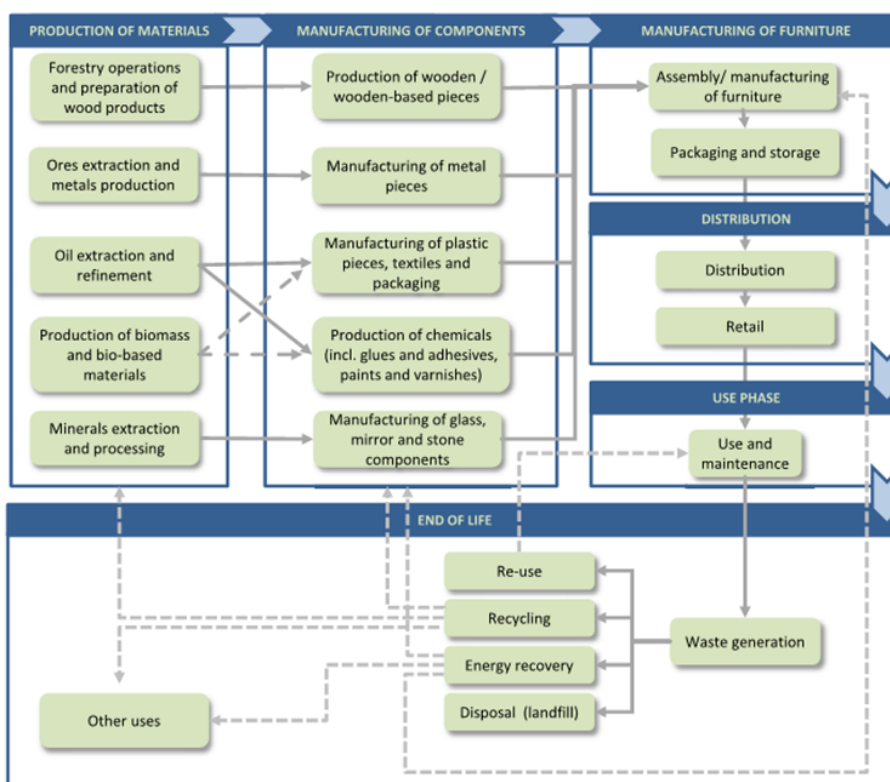 PRODUCTION OF MATERIALS
Forestry operations
and preparation of
wood products
Ores extraction and
metals production
Oil extraction and
refinement
Production of biomass
and bio-based
materials
Minerals extraction
and processing
MANUFACTURING OF COMPONENTS
Production of wooden /
wooden-based pieces
Manufacturing of metal
pieces
Manufacturing of plastic
pieces, textiles and
packaging
Production of chemicals
(incl. glues and adhesives,
paints and varnishes)
Manufacturing of glass,
mirror and stone
components
MANUFACTURING OF FURNITURE
Assembly/ manufacturing
of furniture
Packaging and storage
DISTRIBUTION
Distribution
Retail
USE PHASE
Use and
maintenance
END OF LIFE
Re-use
Recycling
Energy recovery
Disposal (landfill)
Waste generation
Other uses